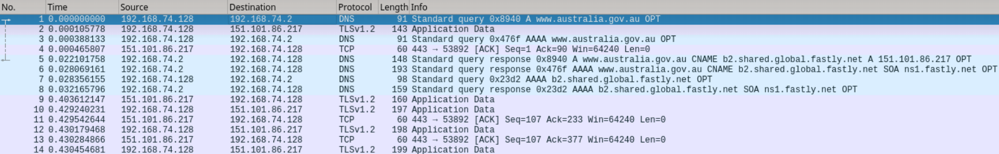 No. Time Source Destination Protocol Length Info
1 0.000000000 192.168.74.128 192.168.74.2 DNS 91 Standard query 0x8940 A www.australia.gov.au OPT
2 0.000105778 192.168.74.128 151.101.86.217 TLSv1.2 143 Application Data
3 0.000388133 192.168.74.128 192.168.74.2 DNS 91 Standard query 0x476f AAAA www.australia.gov.au OPT
4 0.000465807 151.101.86.217 192.168.74.128 TCP 60 443 → 53892 [ACK] Seq=1 Ack=90 Win=64240 Len=0
5 0.022101758 192.168.74.2 192.168.74.128 DNS 148 Standard query response 0x8940 A www.australia.gov.au CNAME b2.shared.global.fastly.net A 151.101.86.217 OPT
6 0.028069161 192.168.74.2 192.168.74.128 DNS 193 Standard query response 0x476f AAAA www.australia.gov.au CNAME b2.shared.global.fastly.net SOA ns1.fastly.net OPT
7 0.028356155 192.168.74.128 192.168.74.2 DNS 98 Standard query 0x23d2 AAAA b2.shared.global.fastly.net OPT
8 0.032165796 192.168.74.2 192.168.74.128 DNS 159 Standard query response 0x23d2 AAAA b2.shared.global.fastly.net SOA ns1.fastly.net OPT
9 0.403612147 151.101.86.217 192.168.74.128 TLSv1.2 160 Application Data
10 0.429240231 192.168.74.128 151.101.86.217 TLSv1.2 197 Application Data
11 0.429542644 151.101.86.217 192.168.74.128 TCP 60 443 → 53892 [ACK] Seq=107 Ack=233 Win=64240 Len=0
12 0.430179468 192.168.74.128 151.101.86.217 TLSv1.2 198 Application Data
13 0.430284866 151.101.86.217 192.168.74.128 TCP 60 443 → 53892 [ACK] Seq=107 Ack=377 Win=64240 Len=0
14 0.430454681 192.168.74.128 151.101.86.217 TLSv1.2 199 Application Data